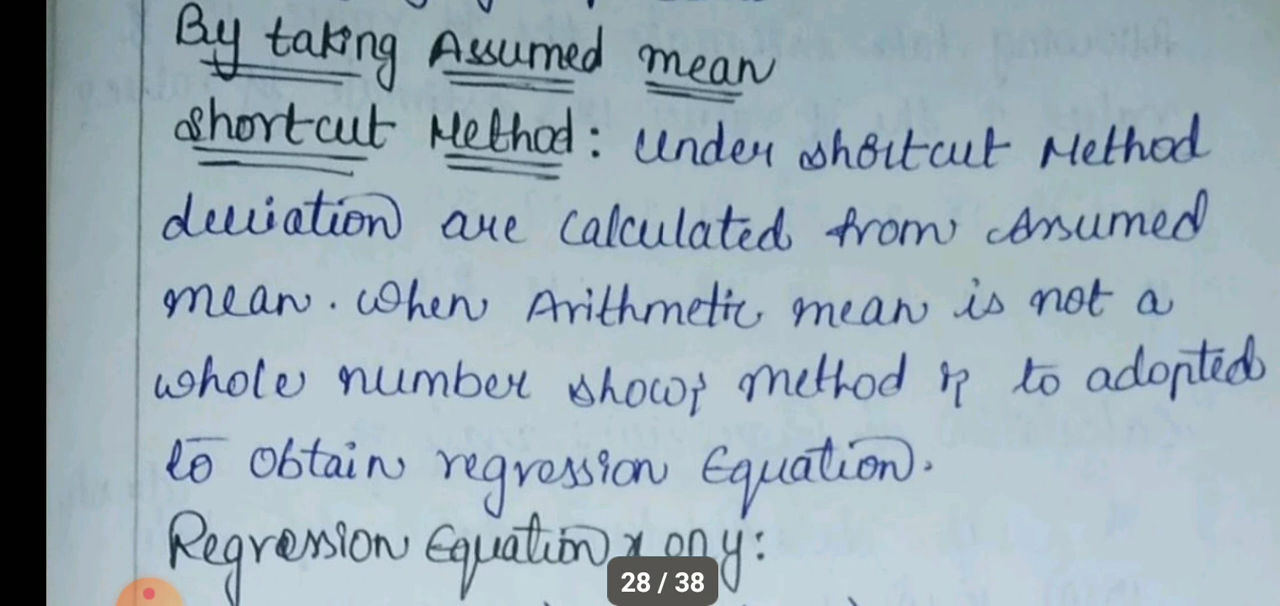 By taking Assumed mean
Shortcut Method: Under shortcut Method
deviation are calculated from Assumed
mean. When Arithmetic mean is not a
whole number show method is to adopted
to obtain regression Equation.
Regression Equation x on y:
28 / 38